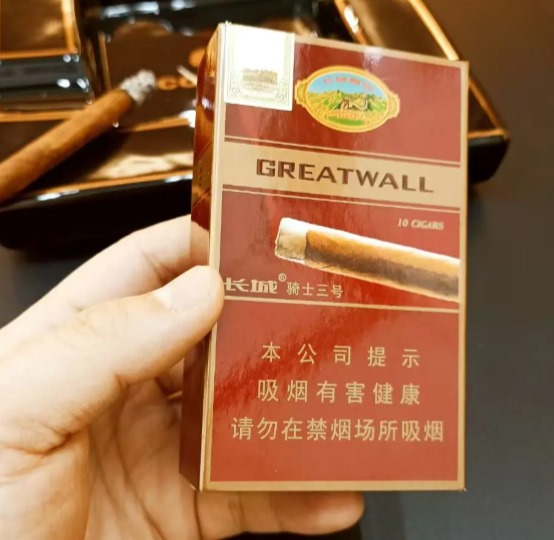 GREATWALL
10 CIGARS
长城® 骑士三号
本公司提示
吸烟有害健康
请勿在禁烟场所吸烟